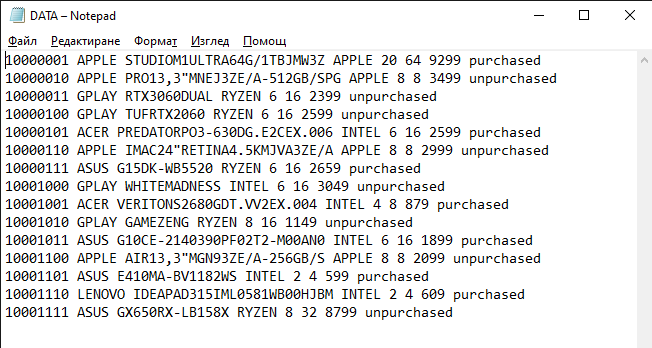 DATA – Notepad
Файл Редактиране Формат Изглед Помощ
10000001 APPLE STUDIOM1ULTRA64G/1TBJMW3Z APPLE 20 64 9299 purchased
10000010 APPLE PRO13,3"MNEJ3ZE/A-512GB/SPG APPLE 8 8 3499 unpurchased
10000011 GPLAY RTX3060DUAL RYZEN 6 16 2399 unpurchased
10000100 GPLAY TUFRTX2060 RYZEN 6 16 2599 unpurchased
10000101 ACER PREDATORPO3-630DG.E2CEX.006 INTEL 6 16 2599 purchased
10000110 APPLE IMAC24"RETINA4.5KMJVA3ZE/A APPLE 8 8 2999 unpurchased
10000111 ASUS G15DK-WB5520 RYZEN 6 16 2659 purchased
10001000 GPLAY WHITEMADNESS INTEL 6 16 3049 unpurchased
10001001 ACER VERITONS2680GDT.VV2EX.004 INTEL 4 8 879 purchased
10001010 GPLAY GAMEZENG RYZEN 8 16 1149 unpurchased
10001011 ASUS G10CE-2140390PF02T2-M00AN0 INTEL 6 16 1899 purchased
10001100 APPLE AIR13,3"MGN93ZE/A-256GB/S APPLE 8 8 2099 unpurchased
10001101 ASUS E410MA-BV1182WS INTEL 2 4 599 purchased
10001110 LENOVO IDEAPAD315IML0581WB00HJBM INTEL 2 4 609 purchased
10001111 ASUS GX650RX-LB158X RYZEN 8 32 8799 unpurchased